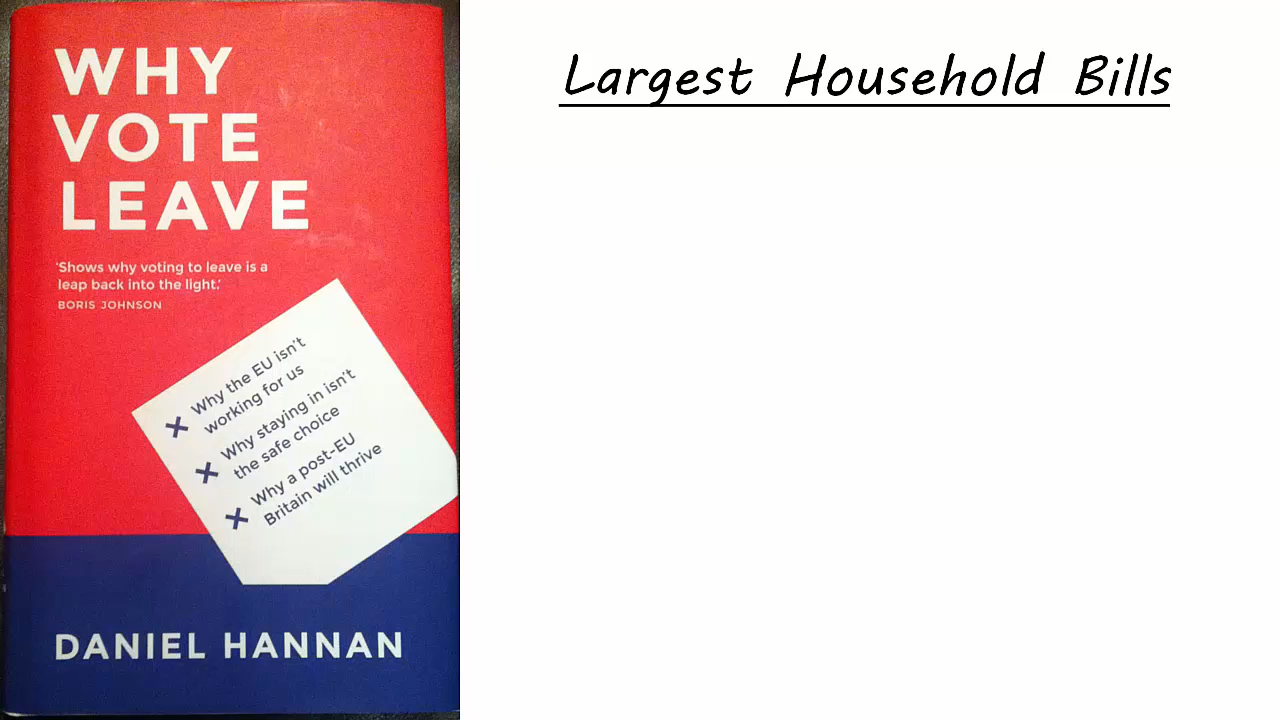 WHY
VOTE
LEAVE
'Shows why voting to leave is a
leap back into the light.'
BORIS JOHNSON
Why the EU isn't
working for us
Why staying in isn't
the safe choice
Why a post-EU
Britain will thrive
DANIEL HANNAN
Largest Household Bills